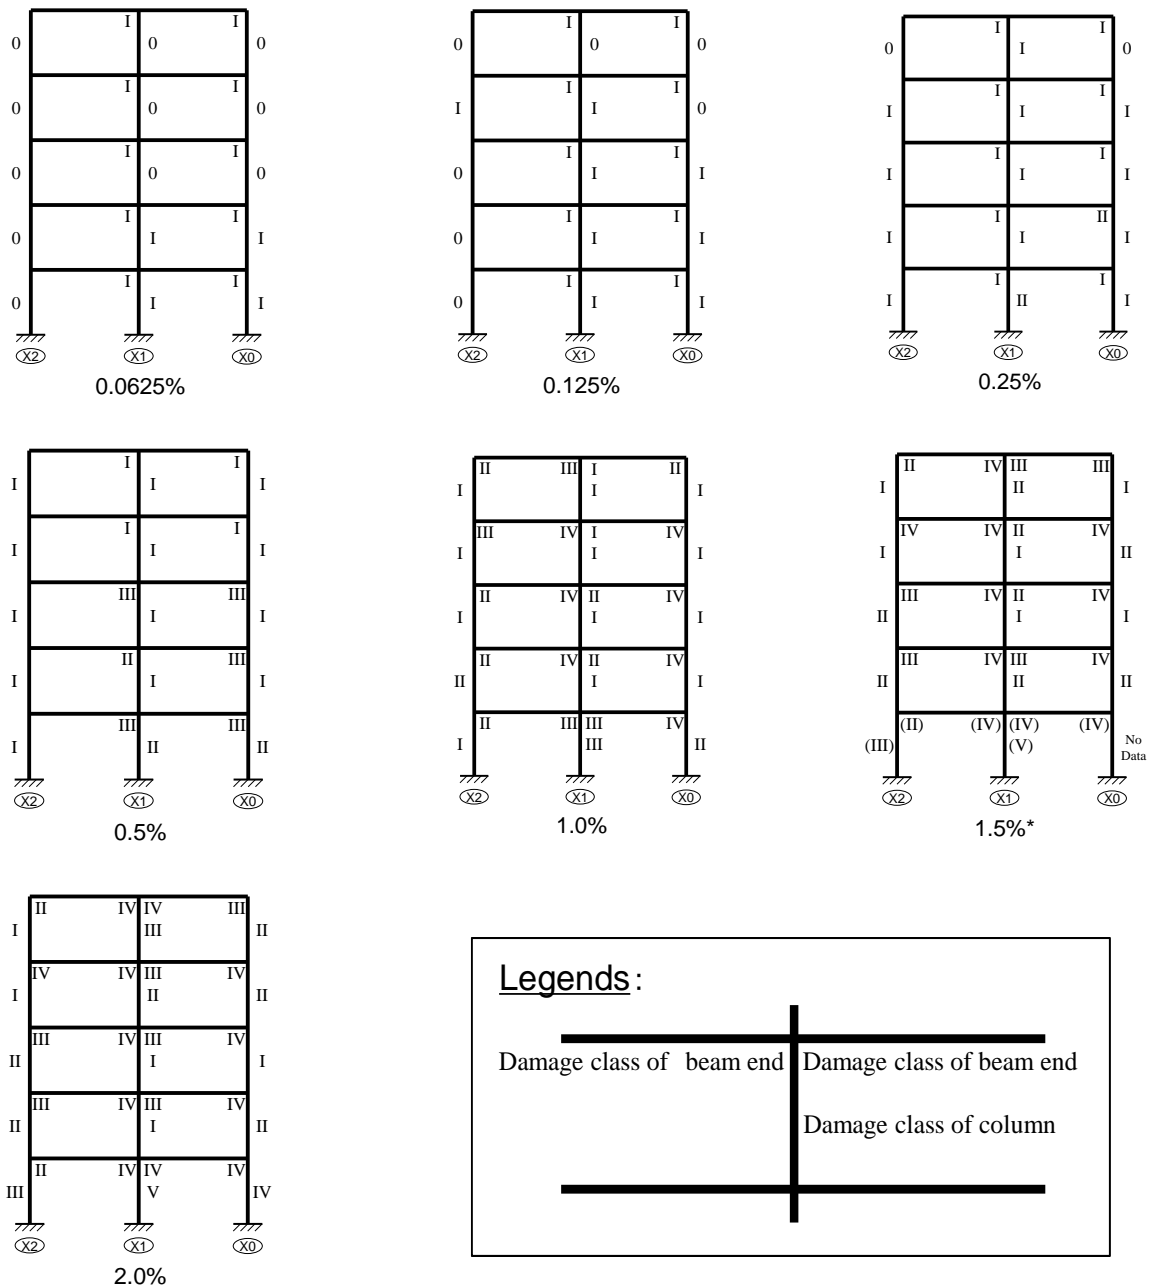 I I
0 0 0
I I
0 0 0
I I
0 0 0
I I
0 I I
I I
0 I I
X2 X1 X0
0.0625%
I I
0 0 0
I I
I I 0
I I
0 I I
I I
0 I I
I I
0 I I
X2 X1 X0
0.125%
I I
0 I 0
I I
I I I
I I
I I I
I II
I I I
I I
I II I
X2 X1 X0
0.25%
I I
I I I
I I
I I I
III III
I I I
II III
I I I
III III
I II II
X2 X1 X0
0.5%
II III I II
I I I
III IV I IV
I I I
II IV II IV
I I I
II IV II IV
II I I
II III III IV
I III II
X2 X1 X0
1.0%
II IV III III
I II I
IV IV II IV
I I II
III IV II IV
II I I
III IV III IV
II II II
(II) (IV) (IV) (IV)
(III) (V) No
Data
X2 X1 X0
1.5%*
II IV IV III
I III II
IV IV III IV
I II II
III IV III IV
II I I
III IV III IV
II I II
II IV IV IV
III V IV
X2 X1 X0
2.0%
Legends:
Damage class of beam end Damage class of beam end
Damage class of column